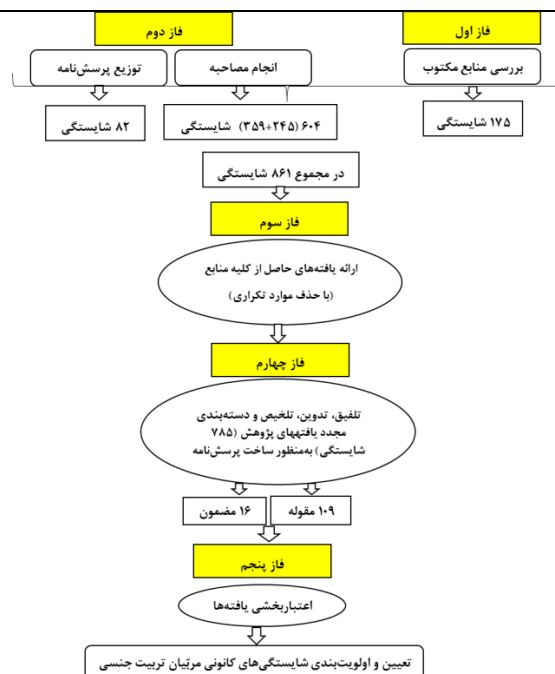 فاز اول
فاز دوم
بررسی منابع مکتوب
انجام مصاحبه
توزیع پرسش‌نامه
۱۷۵ شایستگی
۶۰۴ (۳۵۹+۲۴۵) شایستگی
۸۲ شایستگی
در مجموع ۸۶۱ شایستگی
فاز سوم
ارائه یافته‌های حاصل از کلیه منابع
(با حذف موارد تکراری)
فاز چهارم
تلفیق، تدوین، تلخیص و دسته‌بندی
مجدد یافتههای پژوهش (۷۸۵
شایستگی) به‌منظور ساخت پرسش‌نامه
۱۰۹ مقوله
۱۶ مضمون
فاز پنجم
اعتباربخشی یافته‌ها
تعیین و اولویت‌بندی شایستگی‌های کانونی مربّیان تربیت جنسی